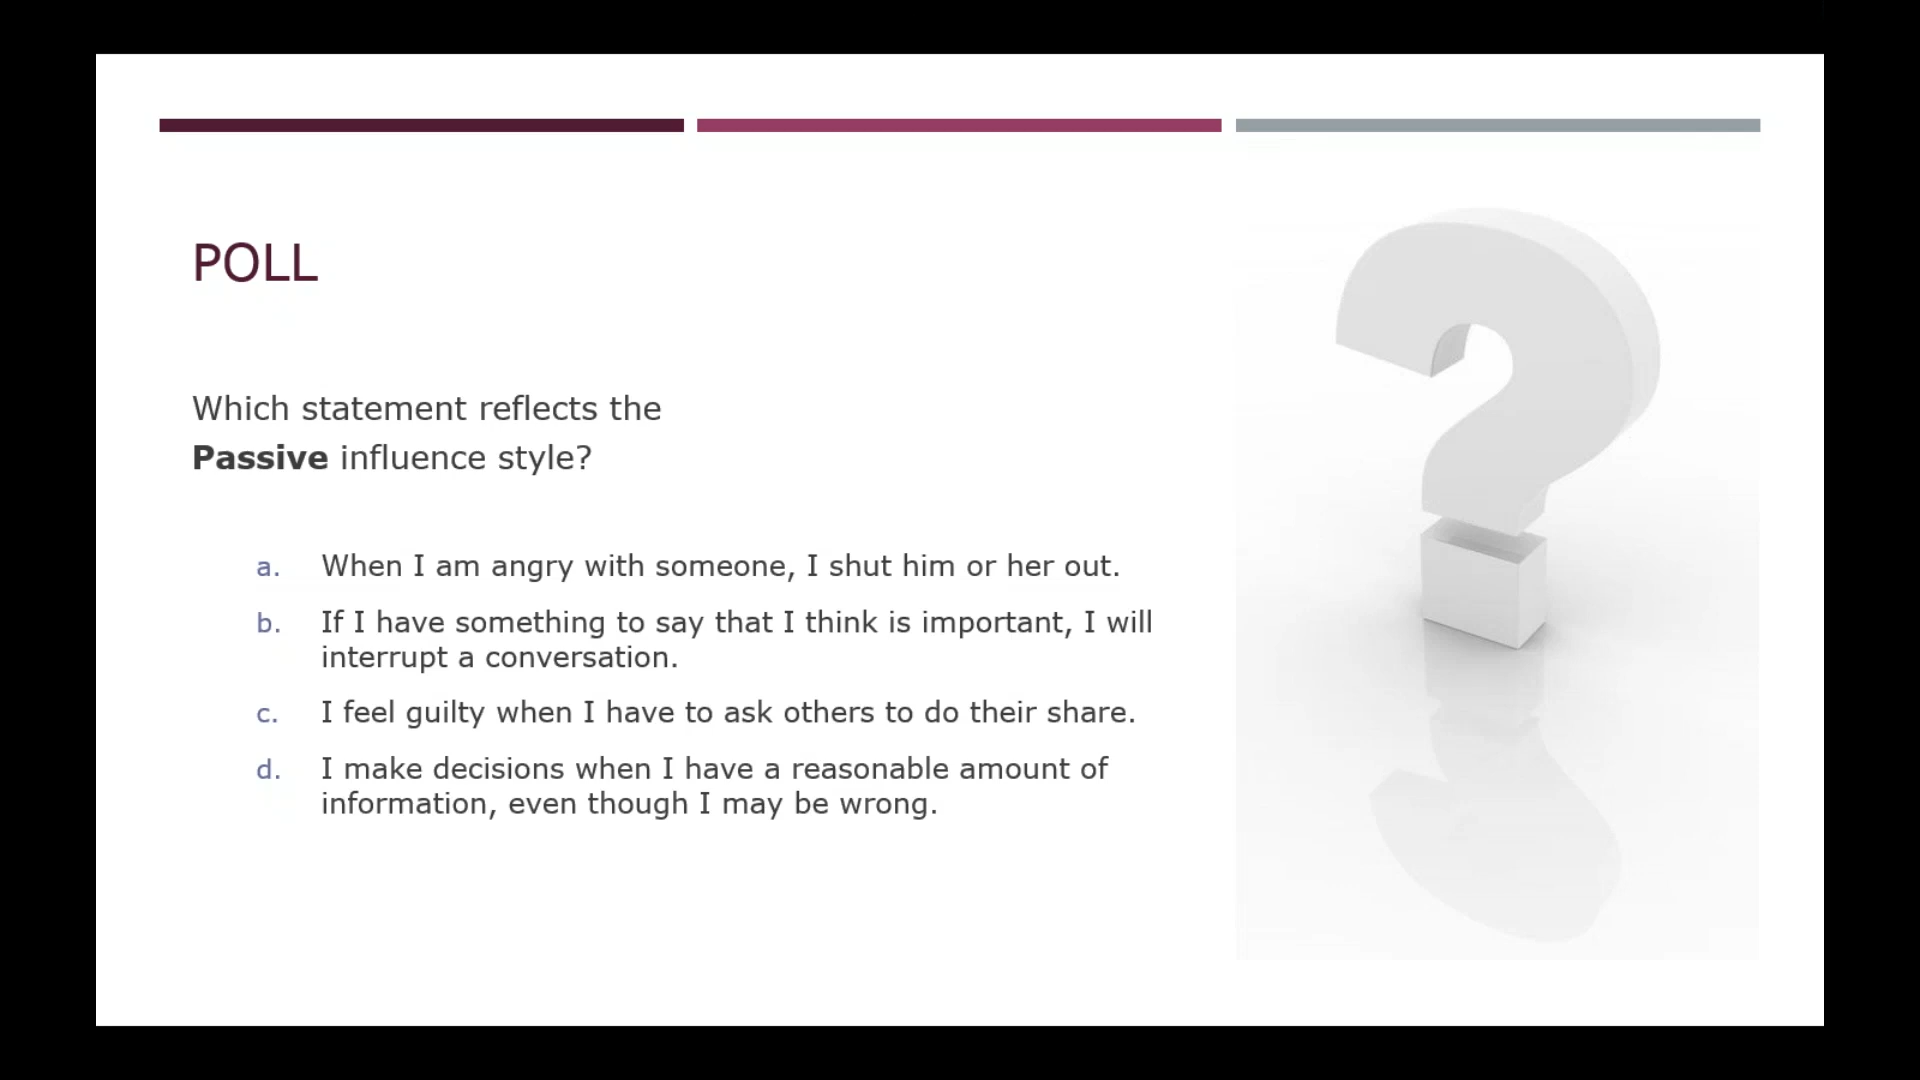 POLL
Which statement reflects the
Passive influence style?
a. When I am angry with someone, I shut him or her out.
b. If I have something to say that I think is important, I will
interrupt a conversation.
c. I feel guilty when I have to ask others to do their share.
d. I make decisions when I have a reasonable amount of
information, even though I may be wrong.